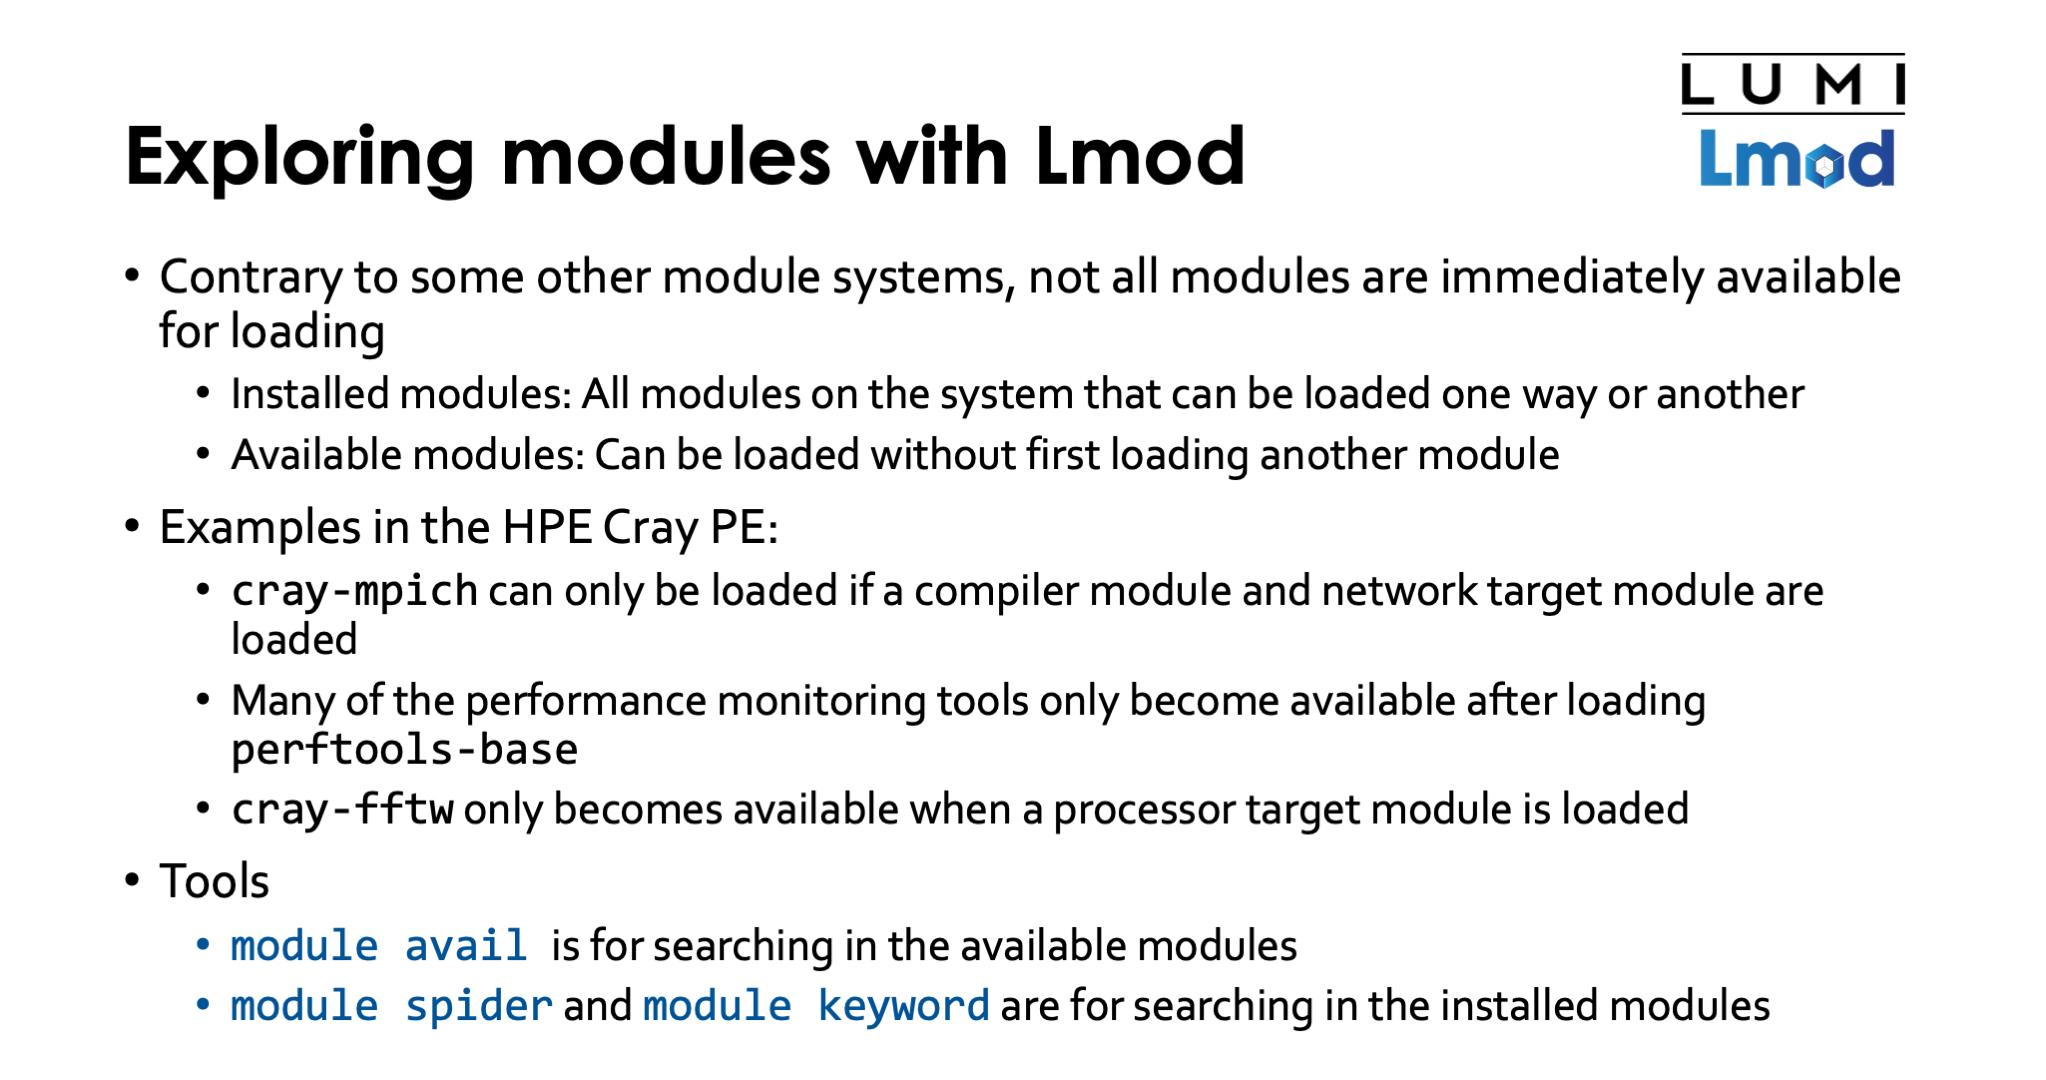 LUMI
Lmod
Exploring modules with Lmod
• Contrary to some other module systems, not all modules are immediately available
for loading
• Installed modules: All modules on the system that can be loaded one way or another
• Available modules: Can be loaded without first loading another module
• Examples in the HPE Cray PE:
• cray-mpich can only be loaded if a compiler module and network target module are
loaded
• Many of the performance monitoring tools only become available after loading
perftools-base
• cray-fftw only becomes available when a processor target module is loaded
• Tools
• module avail is for searching in the available modules
• module spider and module keyword are for searching in the installed modules